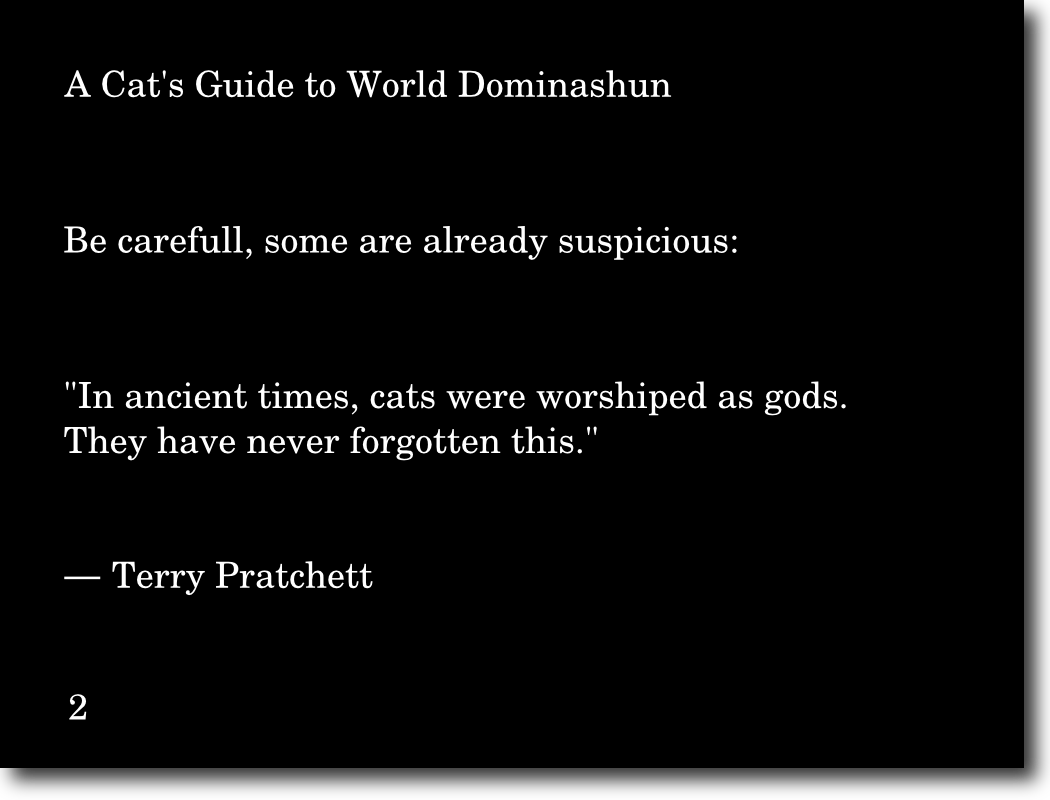 A Cat's Guide to World Dominashun
Be carefull, some are already suspicious:
"In ancient times, cats were worshiped as gods.
They have never forgotten this."
— Terry Pratchett
2